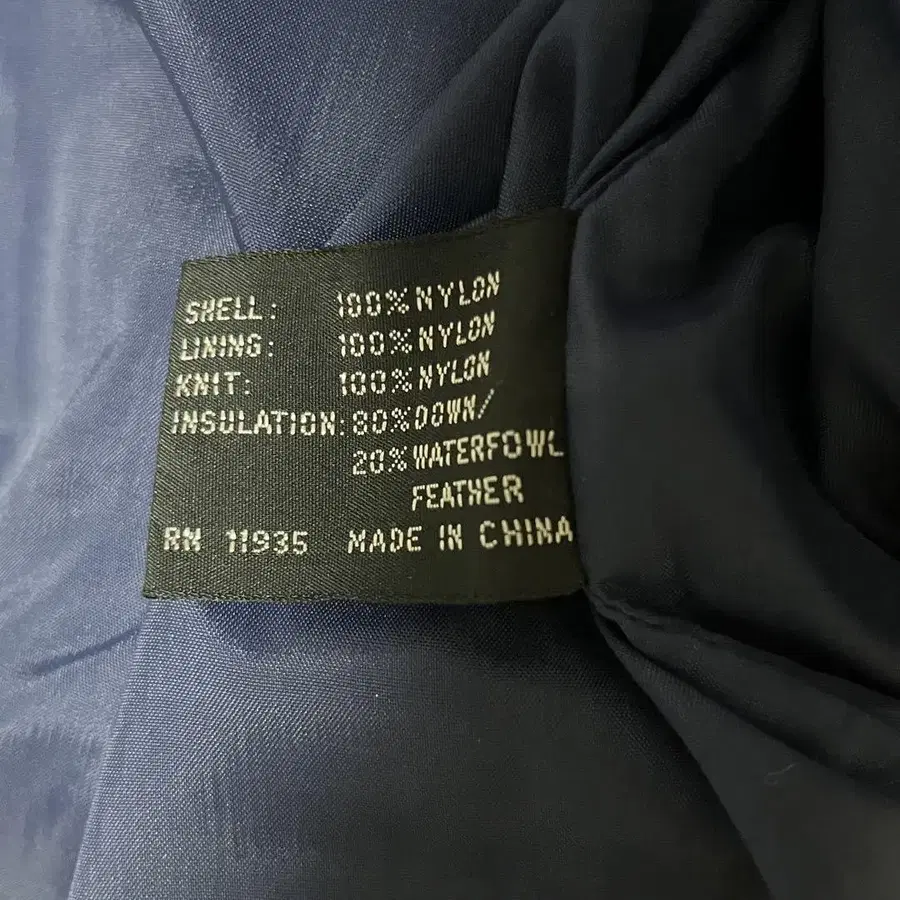 SHELL: 100% NYLON
LINING: 100% NYLON
KNIT: 100% NYLON
INSULATION: 80% DOWN/
20% WATERFOWL
FEATHER
RN 11935 MADE IN CHINA